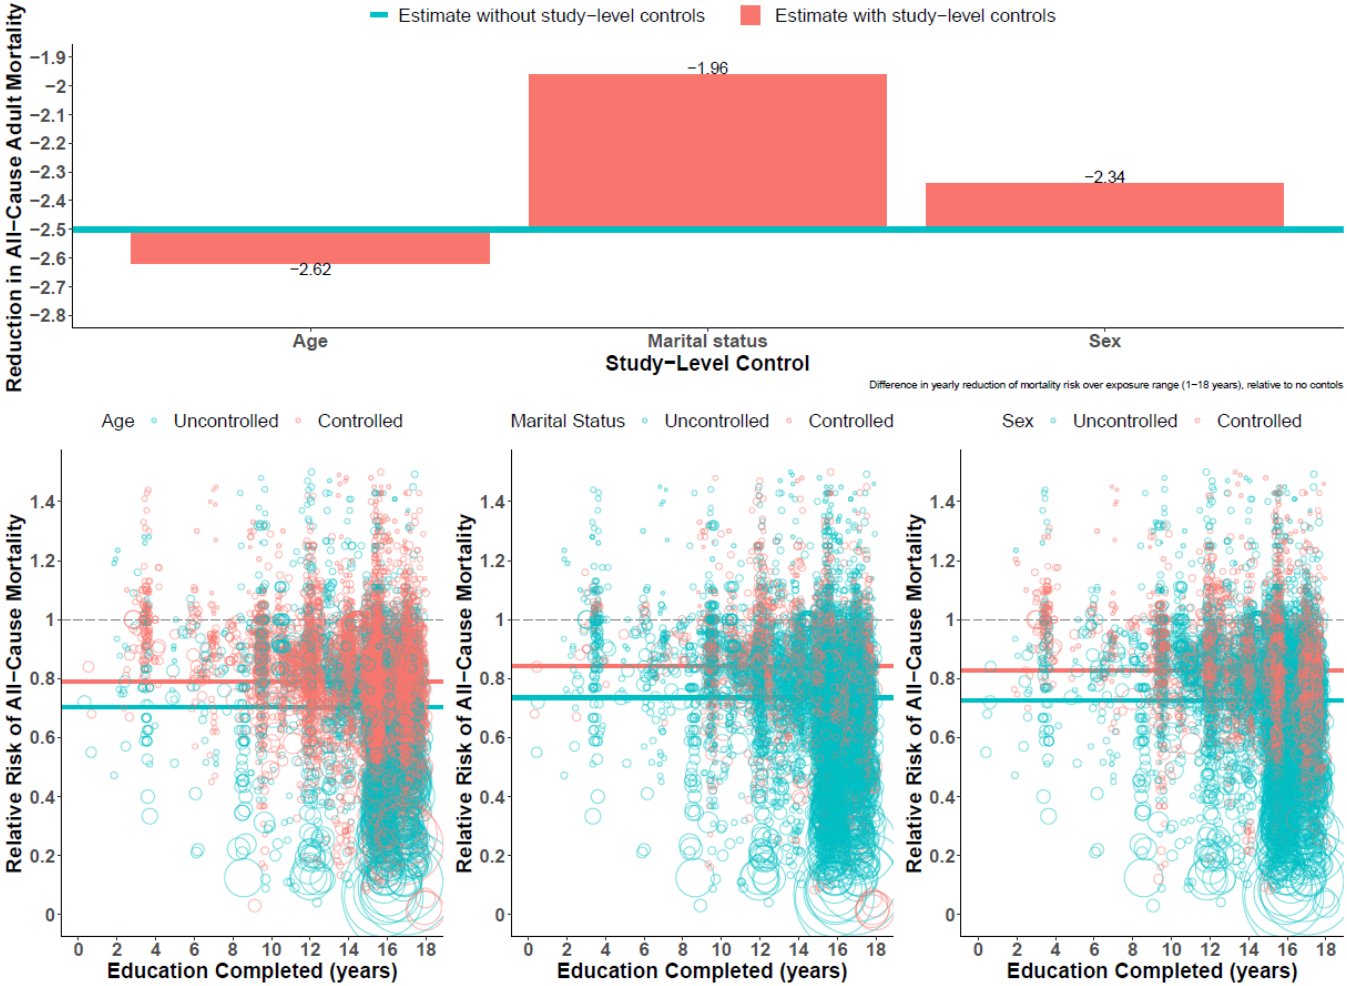 Estimate without study−level controls Estimate with study−level controls
Reduction in All−Cause Adult Mortality
−1.9
−2
−2.1
−2.2
−2.3
−2.4
−2.5
−2.6
−2.7
−2.8
−2.62
−1.96
−2.34
Age Marital status Sex
Study−Level Control
Difference in yearly reduction of mortality risk over exposure range (1−18 years), relative to no contols
Age Uncontrolled Controlled
Relative Risk of All−Cause Mortality
1.4
1.2
1
0.8
0.6
0.4
0.2
0
0 2 4 6 8 10 12 14 16 18
Education Completed (years)
Marital Status Uncontrolled Controlled
Relative Risk of All−Cause Mortality
1.4
1.2
1
0.8
0.6
0.4
0.2
0
0 2 4 6 8 10 12 14 16 18
Education Completed (years)
Sex Uncontrolled Controlled
Relative Risk of All−Cause Mortality
1.4
1.2
1
0.8
0.6
0.4
0.2
0
0 2 4 6 8 10 12 14 16 18
Education Completed (years)